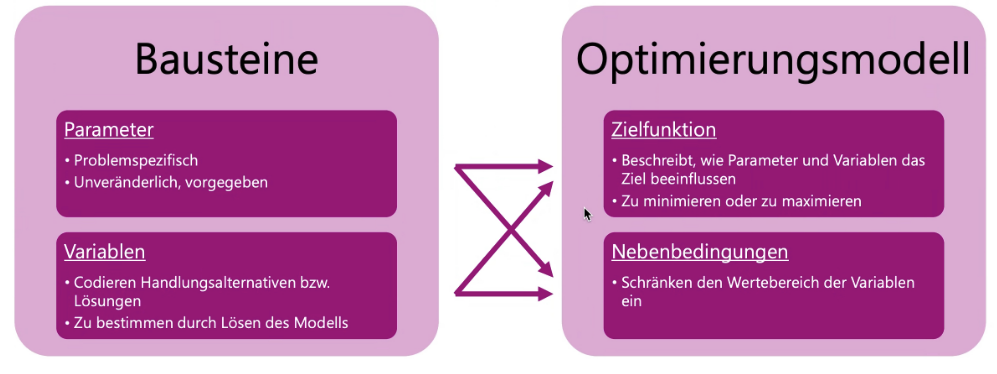 Bausteine
Parameter
• Problemspezifisch
• Unveränderlich, vorgegeben
Variablen
• Codieren Handlungsalternativen bzw.
Lösungen
• Zu bestimmen durch Lösen des Modells
Optimierungsmodell
Zielfunktion
• Beschreibt, wie Parameter und Variablen das
Ziel beeinflussen
• Zu minimieren oder zu maximieren
Nebenbedingungen
• Schränken den Wertebereich der Variablen
ein